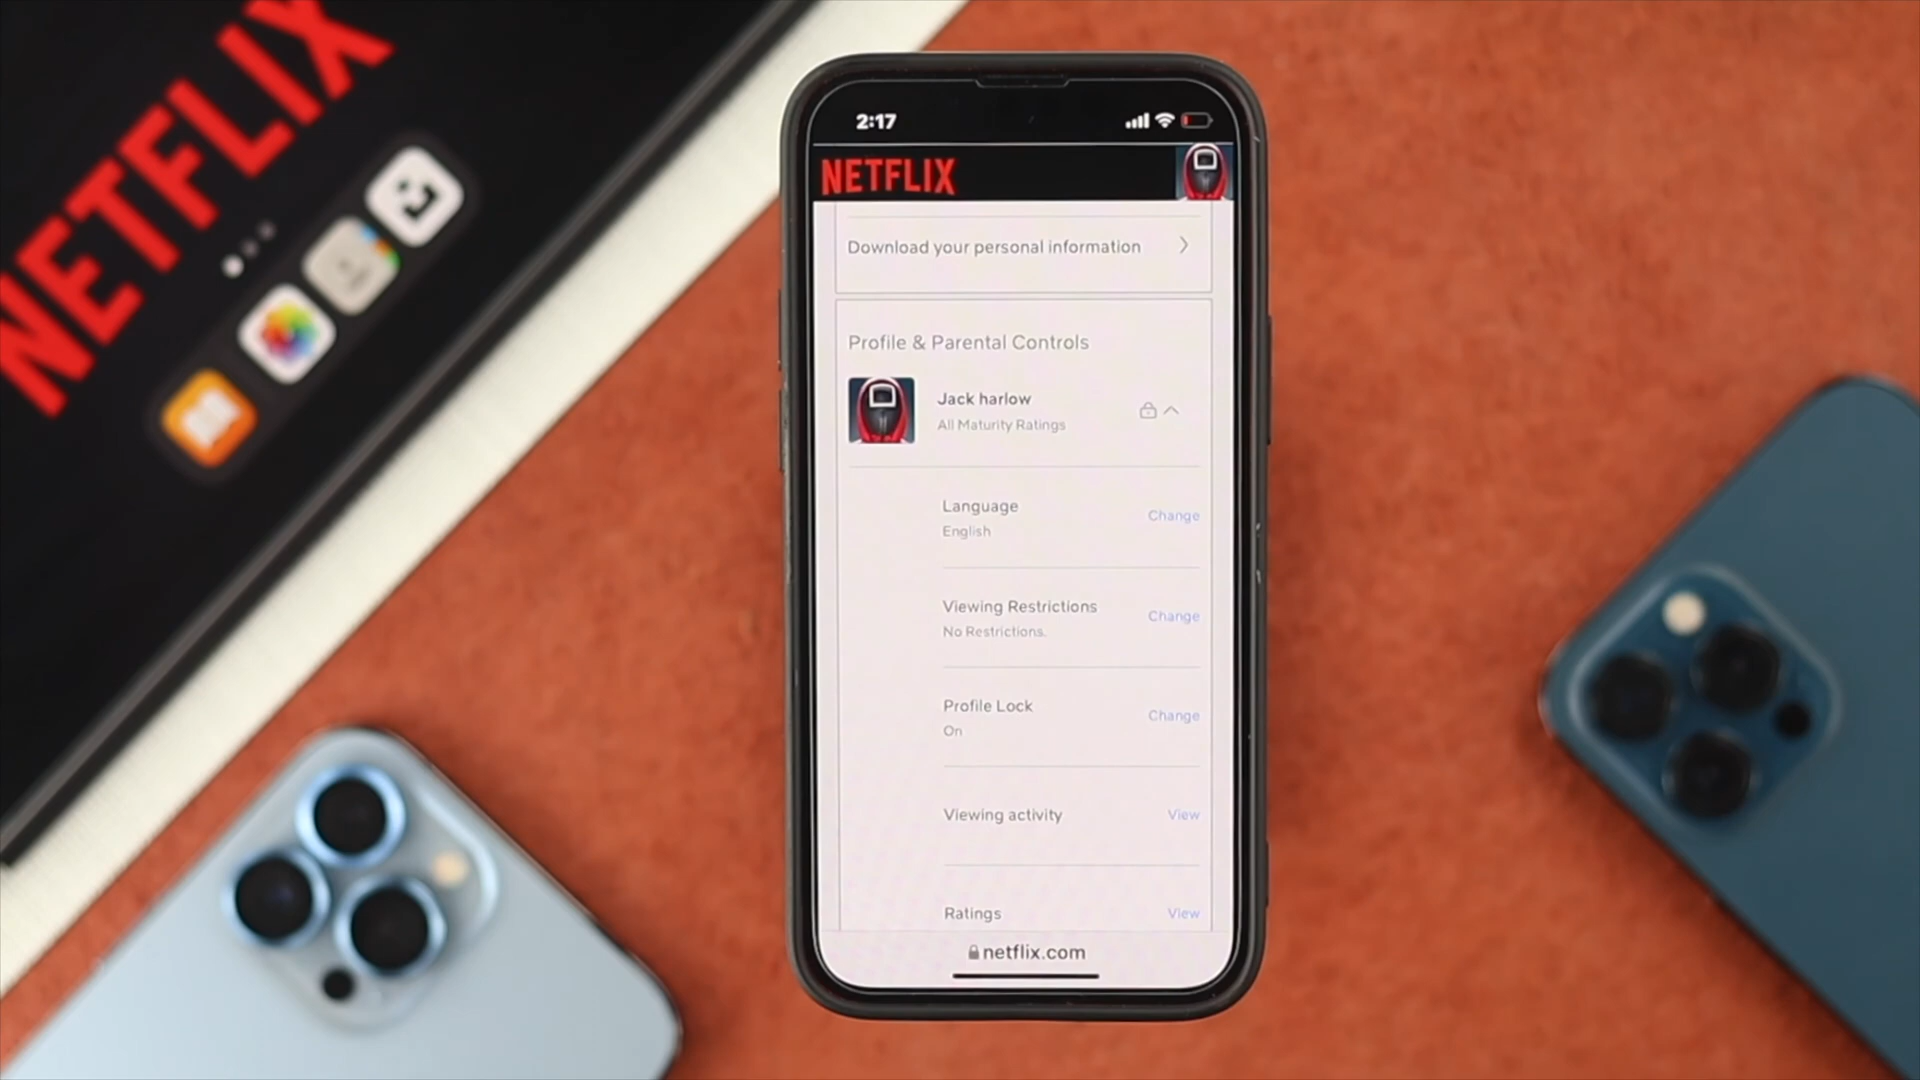 NETFLIX
2:17
NETFLIX
Download your personal information
Profile & Parental Controls
Jack harlow
All Maturity Ratings
Language
Change
English
Viewing Restrictions
Change
No Restrictions.
Profile Lock
Change
On
Viewing activity
View
Ratings
View
netflix.com